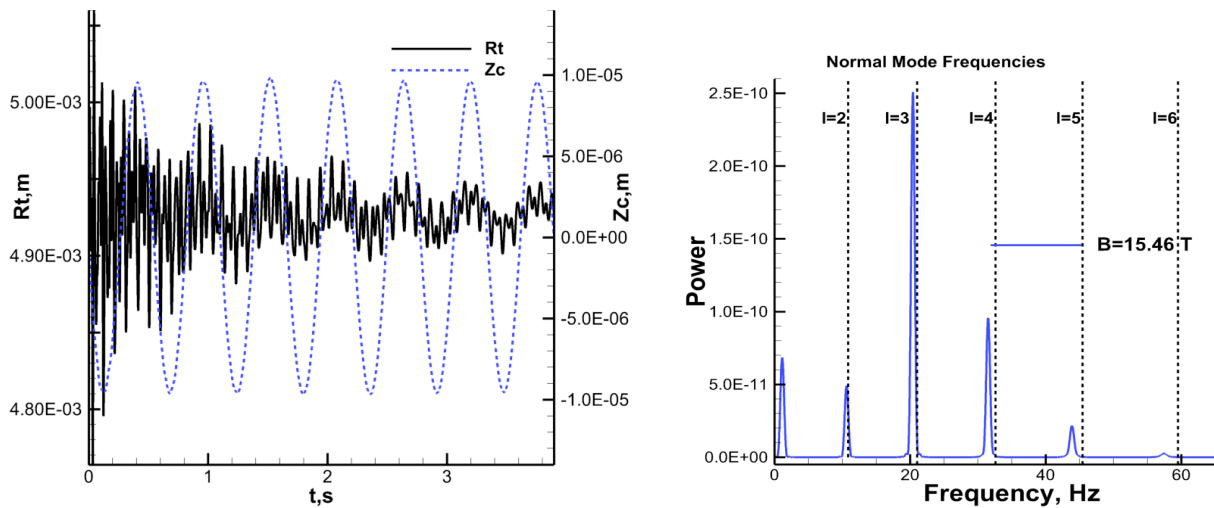 Rt
Zc
5.00E-03
4.90E-03
4.80E-03
Rt,m
1.0E-05
5.0E-06
0.0E+00
-5.0E-06
-1.0E-05
Zc,m
0
1
2
3
t,s
Normal Mode Frequencies
l=2
l=3
l=4
l=5
l=6
B=15.46 T
2.5E-10
2.0E-10
1.5E-10
1.0E-10
5.0E-11
0.0E+00
Power
0
20
40
60
Frequency, Hz